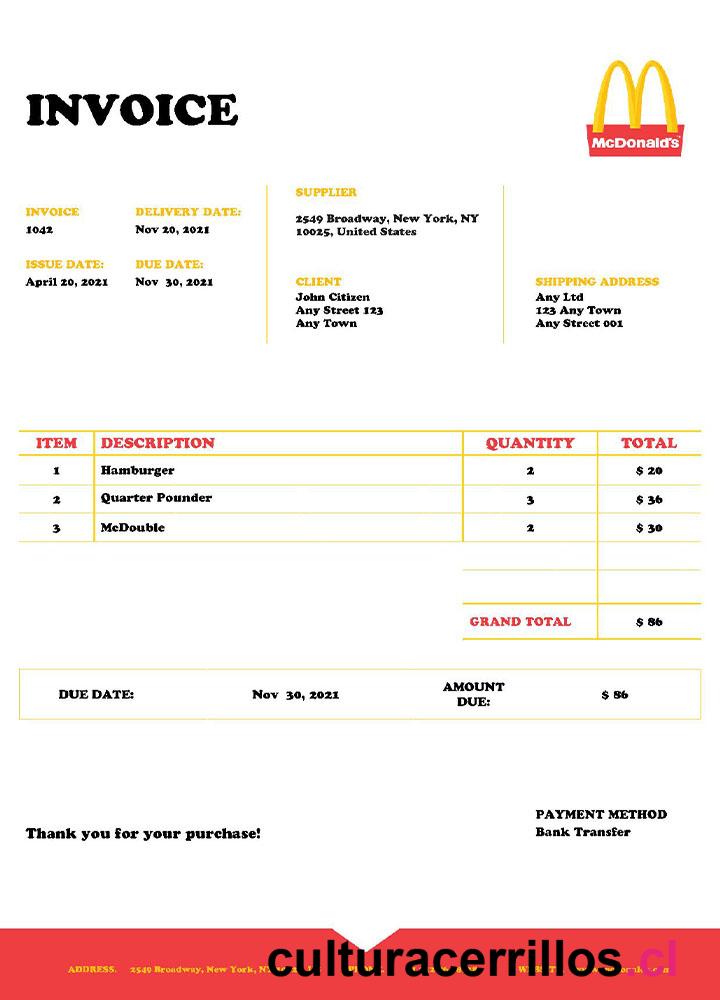 INVOICE
McDonald's
INVOICE
1042
DELIVERY DATE:
Nov 20, 2021
ISSUE DATE:
April 20, 2021
DUE DATE:
Nov 30, 2021
SUPPLIER
2549 Broadway, New York, NY
10025, United States
CLIENT
John Citizen
Any Street 123
Any Town
SHIPPING ADDRESS
Any Ltd
123 Any Town
Any Street 001
ITEM DESCRIPTION QUANTITY TOTAL
1 Hamburger 2 $ 20
2 Quarter Pounder 3 $ 36
3 McDouble 2 $ 30
GRAND TOTAL $ 86
DUE DATE: Nov 30, 2021 AMOUNT DUE: $ 86
Thank you for your purchase!
PAYMENT METHOD
Bank Transfer
ADDRESS. 2549 Broadway, New York,
culturacerrillos.cl